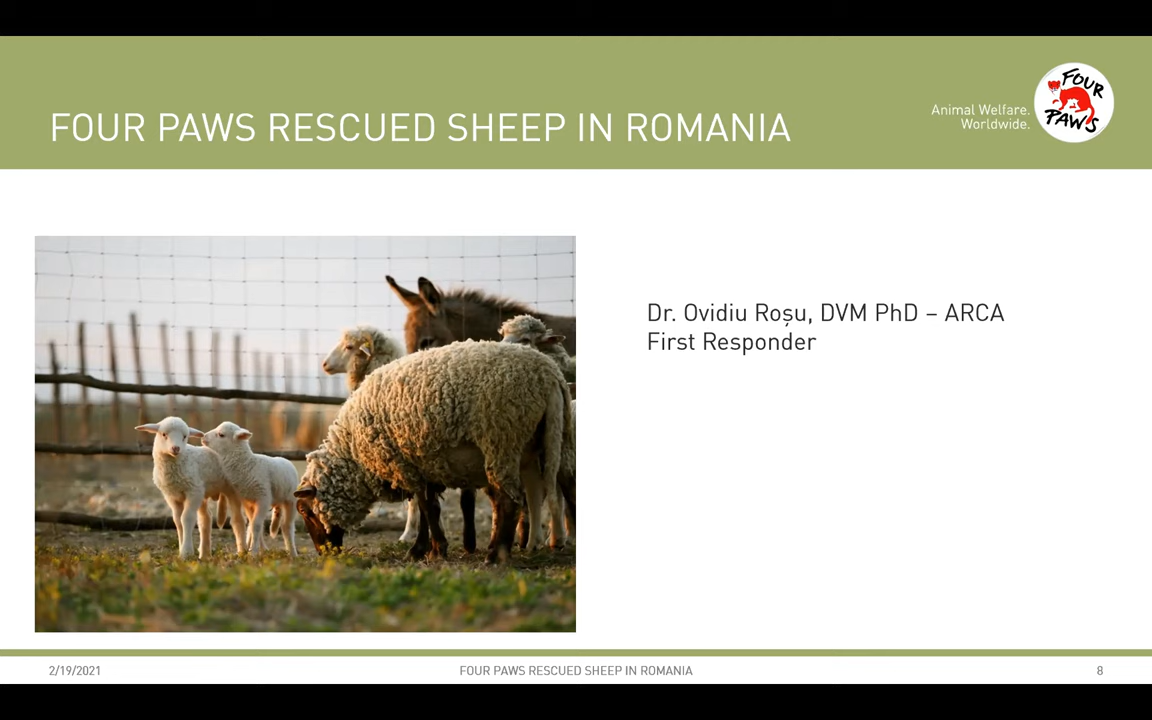 FOUR PAWS RESCUED SHEEP IN ROMANIA
Animal Welfare.
Worldwide.
FOUR
PAWS
Dr. Ovidiu Roșu, DVM PhD – ARCA
First Responder
2/19/2021
FOUR PAWS RESCUED SHEEP IN ROMANIA
8